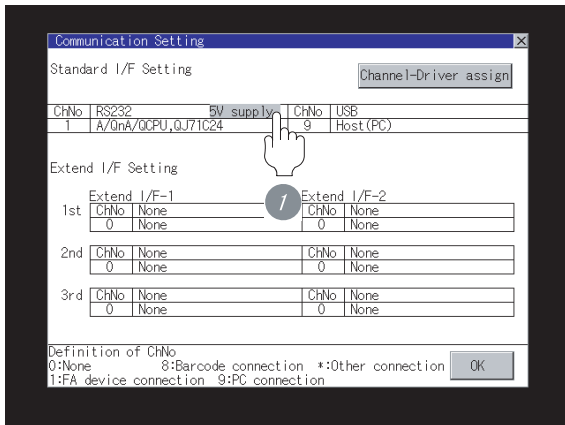 Communication Setting
Standard I/F Setting
Channel-Driver assign
ChNo RS232 5V supply ChNo USB
1 A/QnA/QCPU,QJ71C24 9 Host(PC)
Extend I/F Setting
Extend I/F-1 Extend I/F-2
1st ChNo None ChNo None
0 None 0 None
2nd ChNo None ChNo None
0 None 0 None
3rd ChNo None ChNo None
0 None 0 None
1
Definition of ChNo
0:None 8:Barcode connection *:Other connection
1:FA device connection 9:PC connection
OK